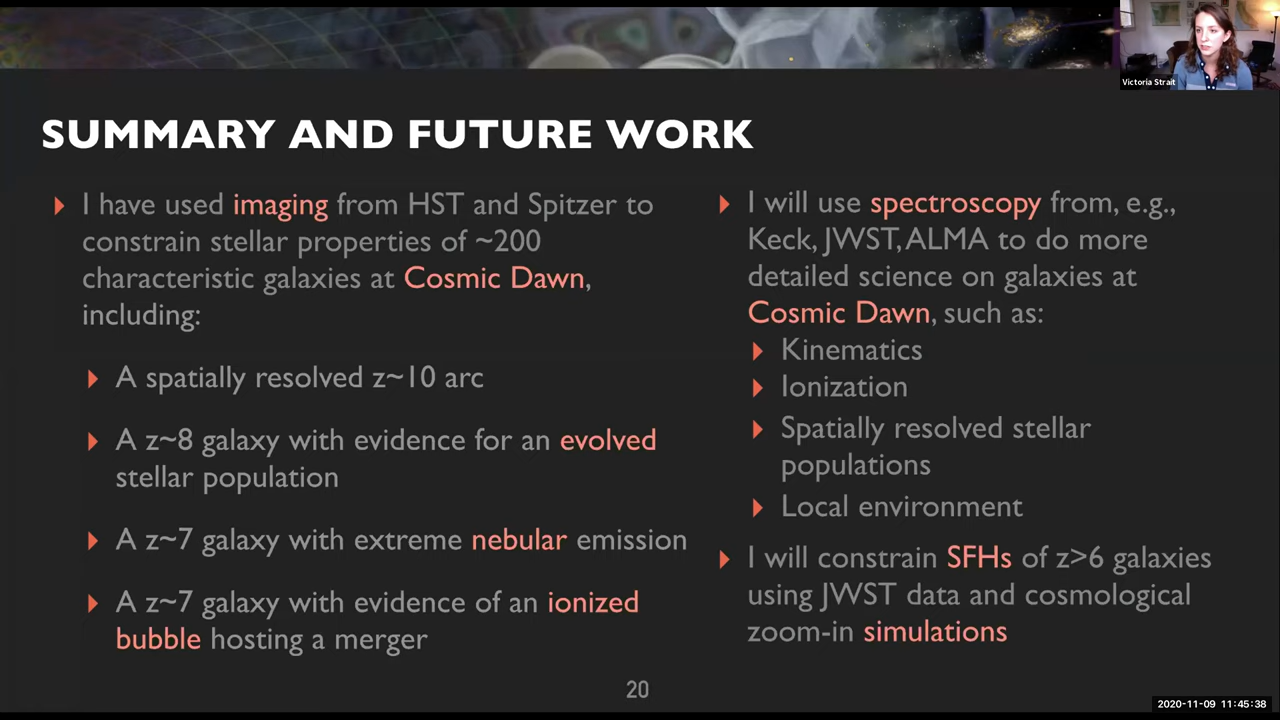 Victoria Strait
SUMMARY AND FUTURE WORK
I have used imaging from HST and Spitzer to
constrain stellar properties of ~200
characteristic galaxies at Cosmic Dawn,
including:
A spatially resolved z~10 arc
A z~8 galaxy with evidence for an evolved
stellar population
A z~7 galaxy with extreme nebular emission
A z~7 galaxy with evidence of an ionized
bubble hosting a merger
I will use spectroscopy from, e.g.,
Keck, JWST, ALMA to do more
detailed science on galaxies at
Cosmic Dawn, such as:
Kinematics
Ionization
Spatially resolved stellar
populations
Local environment
I will constrain SFHs of z>6 galaxies
using JWST data and cosmological
zoom-in simulations
20
2020-11-09 11:45:38